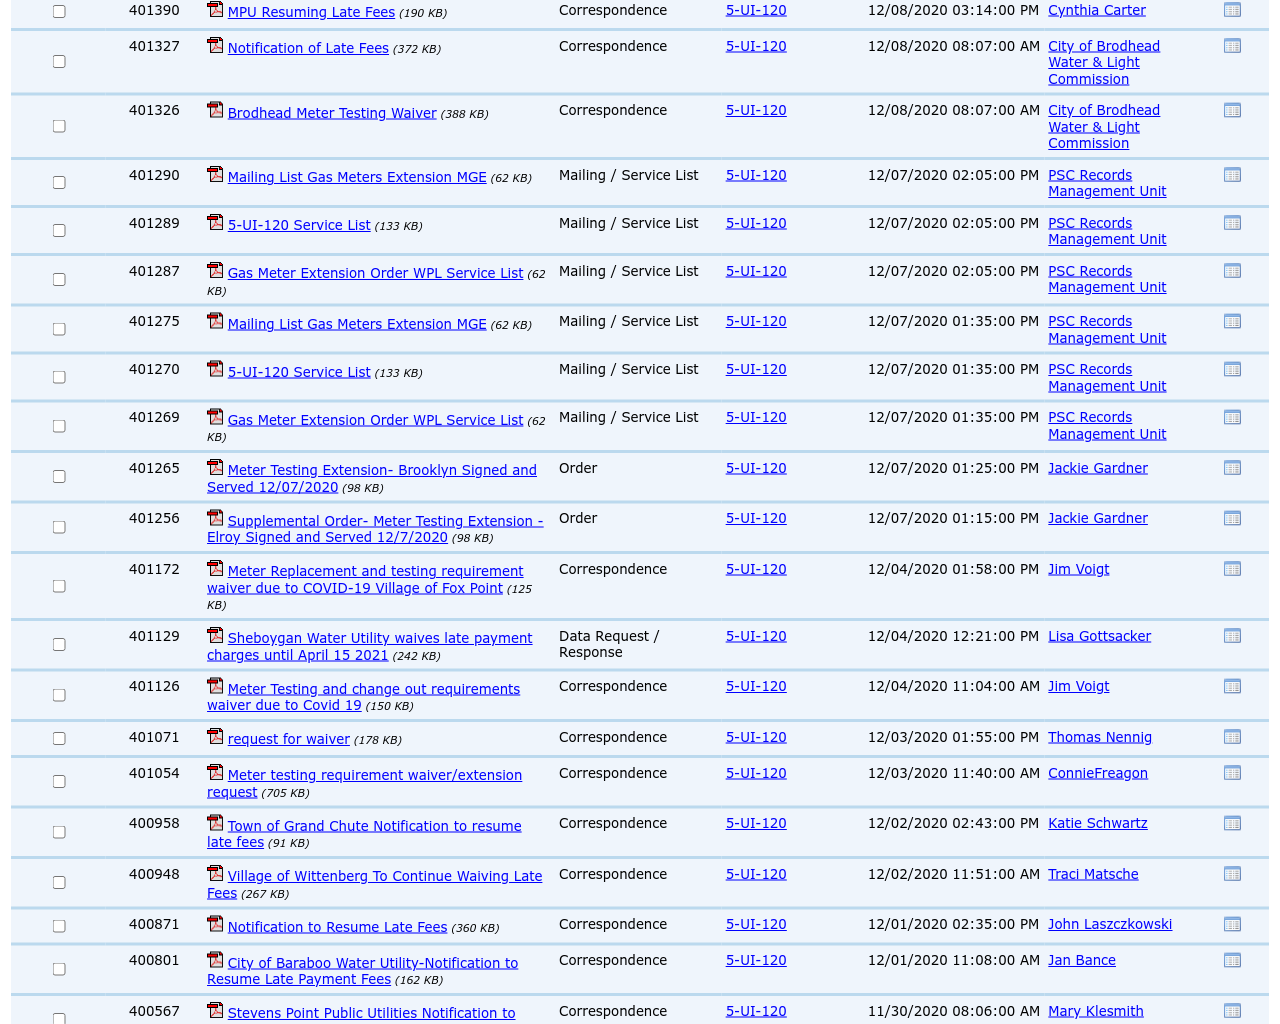 401390 MPU Resuming Late Fees (190 KB) Correspondence 5-UI-120 12/08/2020 03:14:00 PM Cynthia Carter
401327 Notification of Late Fees (372 KB) Correspondence 5-UI-120 12/08/2020 08:07:00 AM City of Brodhead
Water & Light
Commission
401326 Brodhead Meter Testing Waiver (388 KB) Correspondence 5-UI-120 12/08/2020 08:07:00 AM City of Brodhead
Water & Light
Commission
401290 Mailing List Gas Meters Extension MGE (62 KB) Mailing / Service List 5-UI-120 12/07/2020 02:05:00 PM PSC Records
Management Unit
401289 5-UI-120 Service List (133 KB) Mailing / Service List 5-UI-120 12/07/2020 02:05:00 PM PSC Records
Management Unit
401287 Gas Meter Extension Order WPL Service List (62 Mailing / Service List 5-UI-120 12/07/2020 02:05:00 PM PSC Records
KB) Management Unit
401275 Mailing List Gas Meters Extension MGE (62 KB) Mailing / Service List 5-UI-120 12/07/2020 01:35:00 PM PSC Records
Management Unit
401270 5-UI-120 Service List (133 KB) Mailing / Service List 5-UI-120 12/07/2020 01:35:00 PM PSC Records
Management Unit
401269 Gas Meter Extension Order WPL Service List (62 Mailing / Service List 5-UI-120 12/07/2020 01:35:00 PM PSC Records
KB) Management Unit
401265 Meter Testing Extension- Brooklyn Signed and Order 5-UI-120 12/07/2020 01:25:00 PM Jackie Gardner
Served 12/07/2020 (98 KB)
401256 Supplemental Order- Meter Testing Extension - Order 5-UI-120 12/07/2020 01:15:00 PM Jackie Gardner
Elroy Signed and Served 12/7/2020 (98 KB)
401172 Meter Replacement and testing requirement Correspondence 5-UI-120 12/04/2020 01:58:00 PM Jim Voigt
waiver due to COVID-19 Village of Fox Point (125
KB)
401129 Sheboygan Water Utility waives late payment Data Request / 5-UI-120 12/04/2020 12:21:00 PM Lisa Gottsacker
charges until April 15 2021 (242 KB) Response
401126 Meter Testing and change out requirements Correspondence 5-UI-120 12/04/2020 11:04:00 AM Jim Voigt
waiver due to Covid 19 (150 KB)
401071 request for waiver (178 KB) Correspondence 5-UI-120 12/03/2020 01:55:00 PM Thomas Nennig
401054 Meter testing requirement waiver/extension Correspondence 5-UI-120 12/03/2020 11:40:00 AM ConnieFreagon
request (705 KB)
400958 Town of Grand Chute Notification to resume Correspondence 5-UI-120 12/02/2020 02:43:00 PM Katie Schwartz
late fees (91 KB)
400948 Village of Wittenberg To Continue Waiving Late Correspondence 5-UI-120 12/02/2020 11:51:00 AM Traci Matsche
Fees (267 KB)
400871 Notification to Resume Late Fees (360 KB) Correspondence 5-UI-120 12/01/2020 02:35:00 PM John Laszczkowski
400801 City of Baraboo Water Utility-Notification to Correspondence 5-UI-120 12/01/2020 11:08:00 AM Jan Bance
Resume Late Payment Fees (162 KB)
400567 Stevens Point Public Utilities Notification to Correspondence 5-UI-120 11/30/2020 08:06:00 AM Mary Klesmith